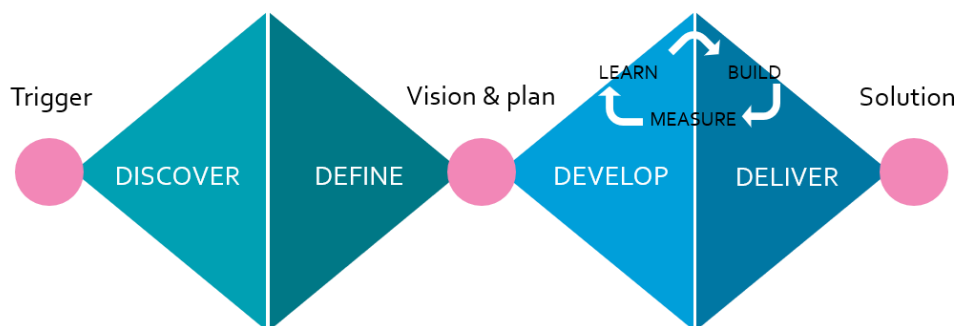 Trigger
Vision & plan
Solution
LEARN
BUILD
MEASURE
DISCOVER
DEFINE
DEVELOP
DELIVER